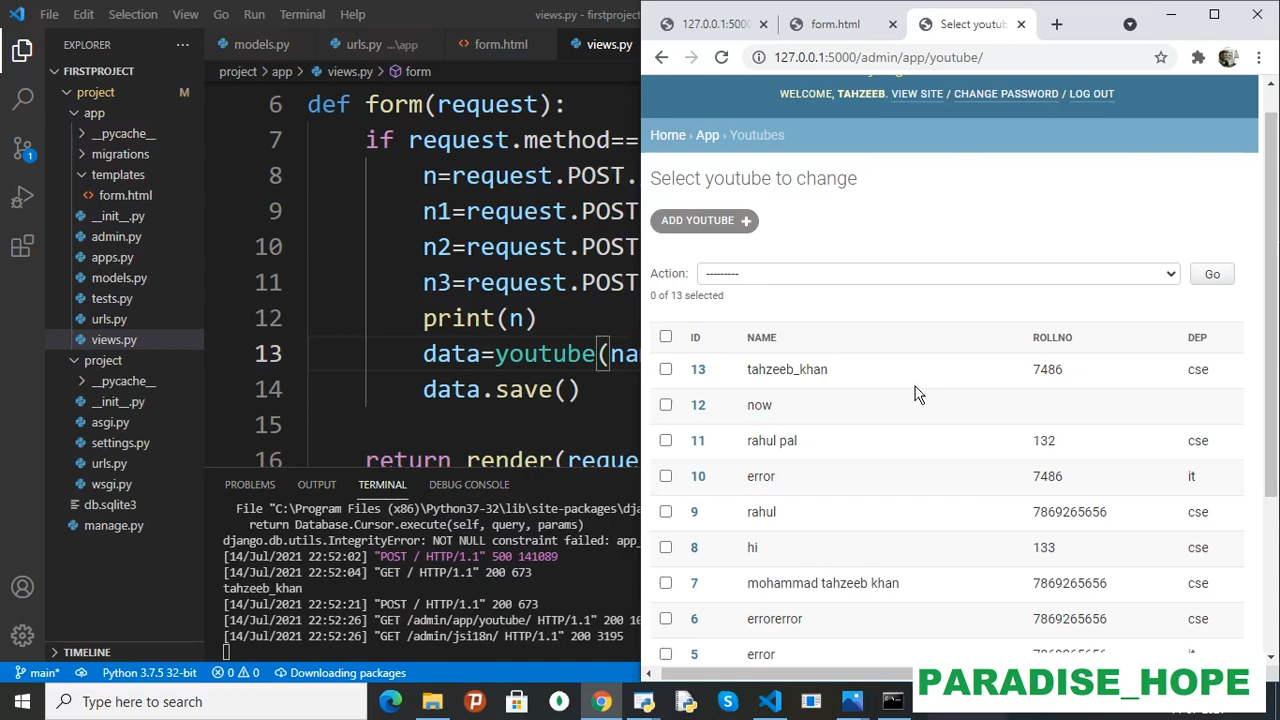 File Edit Selection View Go Run Terminal Help views.py - firstproject
127.0.0.1:5000 form.html Select youtub
127.0.0.1:5000/admin/app/youtube/
EXPLORER
models.py urls.py ...\app form.html views.py
project > app > views.py > form
FIRSTPROJECT
project M
app
__pycache__
migrations
templates
form.html
__init__.py
admin.py
apps.py
models.py
tests.py
urls.py
views.py
project
__pycache__
__init__.py
asgi.py
settings.py
urls.py
wsgi.py
db.sqlite3
manage.py
TIMELINE
1
6 def form(request):
7 if request.method==
8 n=request.POST.
9 n1=request.POST
10 n2=request.POST
11 n3=request.POST
12 print(n)
13 data=youtube(na
14 data.save()
15
16 return render(reque
PROBLEMS OUTPUT TERMINAL DEBUG CONSOLE
File "C:\Program Files (x86)\Python37-32\lib\site-packages\dja
return Database.Cursor.execute(self, query, params)
django.db.utils.IntegrityError: NOT NULL constraint failed: app_
[14/Jul/2021 22:52:02] "POST / HTTP/1.1" 500 141089
[14/Jul/2021 22:52:04] "GET / HTTP/1.1" 200 673
tahzeeb_khan
[14/Jul/2021 22:52:21] "POST / HTTP/1.1" 200 673
[14/Jul/2021 22:52:26] "GET /admin/app/youtube/ HTTP/1.1" 200 10
[14/Jul/2021 22:52:26] "GET /admin/jsi18n/ HTTP/1.1" 200 3195
WELCOME, TAHZEEB. VIEW SITE / CHANGE PASSWORD / LOG OUT
Home › App › Youtubes
Select youtube to change
ADD YOUTUBE +
Action: --------- Go
0 of 13 selected
ID NAME ROLLNO DEP
13 tahzeeb_khan 7486 cse
12 now
11 rahul pal 132 cse
10 error 7486 it
9 rahul 7869265656 cse
8 hi 133 cse
7 mohammad tahzeeb khan 7869265656 cse
6 errorerror 7869265656 cse
5 error
main* Python 3.7.5 32-bit 0 0 Downloading packages
Type here to search
PARADISE_HOPE